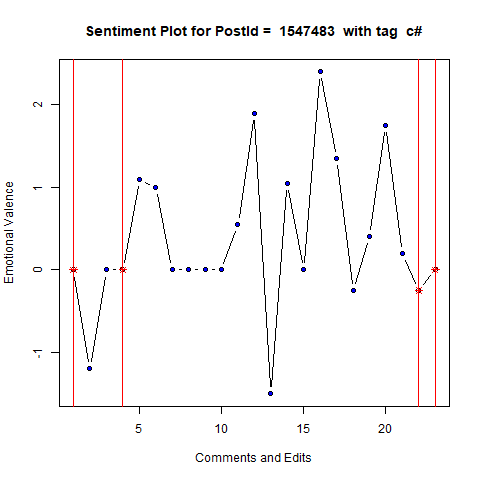 Sentiment Plot for PostId =  1547483  with tag  c#
Emotional Valence
2
1
0
-1
5
10
15
20
Comments and Edits